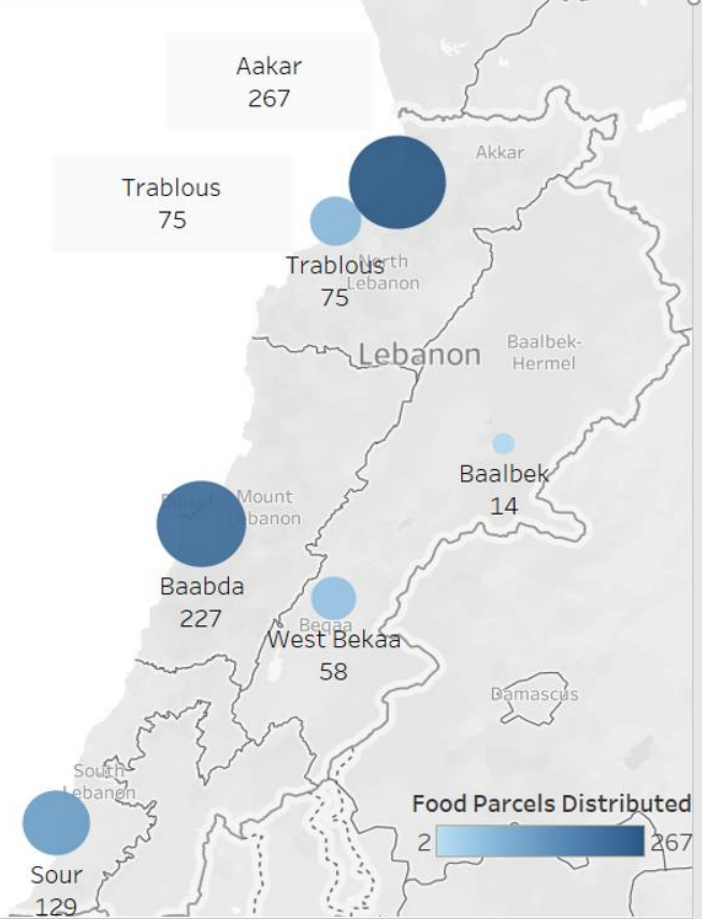 Aakar
267
Akkar
Trablous
75
Trablous
75
North
Lebanon
Lebanon
Baalbek-
Hermel
Baalbek
14
Beirut
Mount
Lebanon
Baabda
227
Beqaa
West Bekaa
58
Damascus
South
Lebanon
Food Parcels Distributed
2
267
Sour
129